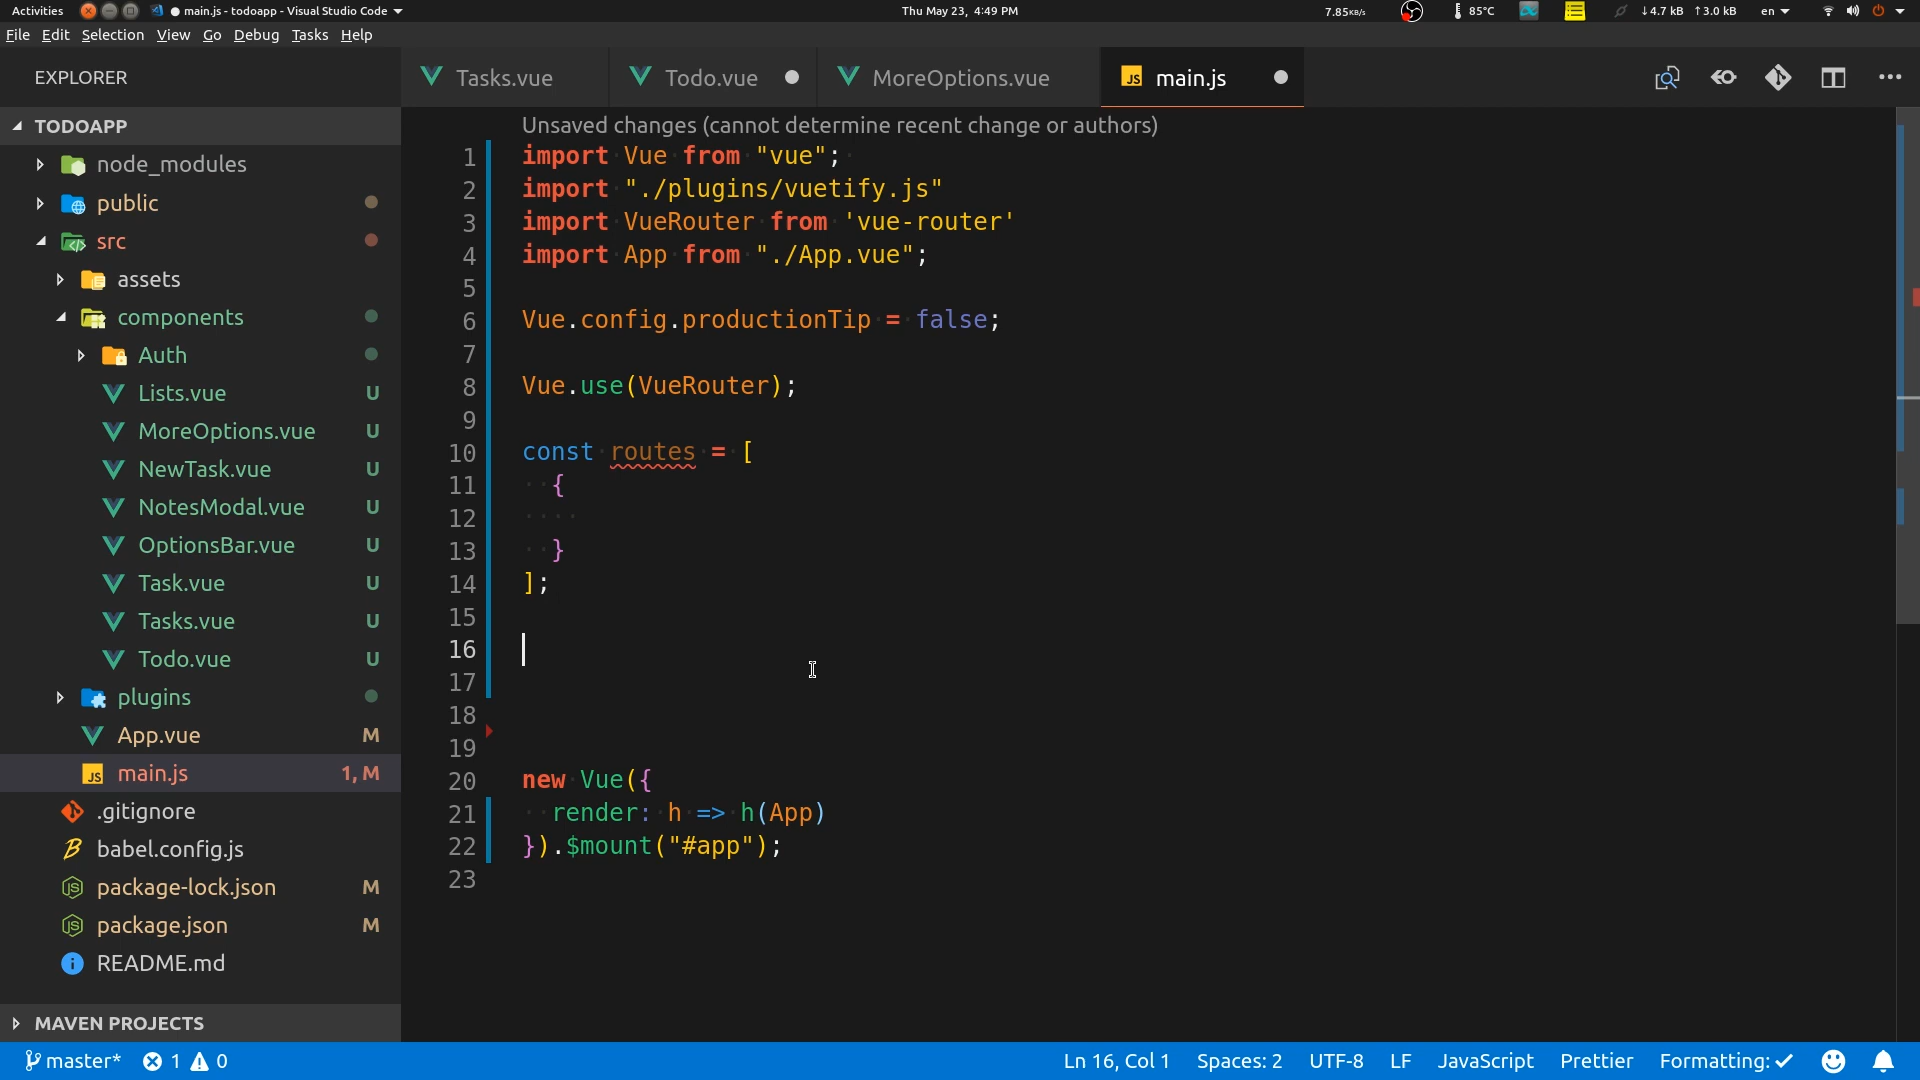 Activities
main.js - todoapp - Visual Studio Code
Thu May 23, 4:49 PM
7.85KB/s
85°C
↓4.7 kB ↑3.0 kB
en
File Edit Selection View Go Debug Tasks Help
EXPLORER
Tasks.vue
Todo.vue
MoreOptions.vue
JS main.js
TODOAPP
node_modules
public
src
assets
components
Auth
Lists.vue U
MoreOptions.vue U
NewTask.vue U
NotesModal.vue U
OptionsBar.vue U
Task.vue U
Tasks.vue U
Todo.vue U
plugins
App.vue M
JS main.js 1, M
.gitignore
babel.config.js
package-lock.json M
package.json M
README.md
MAVEN PROJECTS
Unsaved changes (cannot determine recent change or authors)
1 import Vue from "vue";
2 import "./plugins/vuetify.js"
3 import VueRouter from 'vue-router'
4 import App from "./App.vue";
5
6 Vue.config.productionTip = false;
7
8 Vue.use(VueRouter);
9
10 const routes = [
11   {
12
13   }
14 ];
15
16
17
18
19
20 new Vue({
21   render: h => h(App)
22 }).$mount("#app");
23
master* 1 0
Ln 16, Col 1
Spaces: 2
UTF-8
LF
JavaScript
Prettier
Formatting: ✓